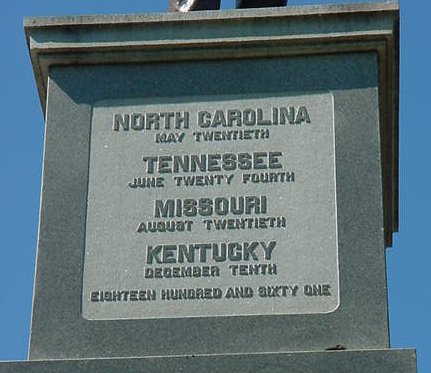 NORTH CAROLINA
MAY TWENTIETH
TENNESSEE
JUNE TWENTY FOURTH
MISSOURI
AUGUST TWENTIETH
KENTUCKY
DECEMBER TENTH
EIGHTEEN HUNDRED AND SIXTY ONE